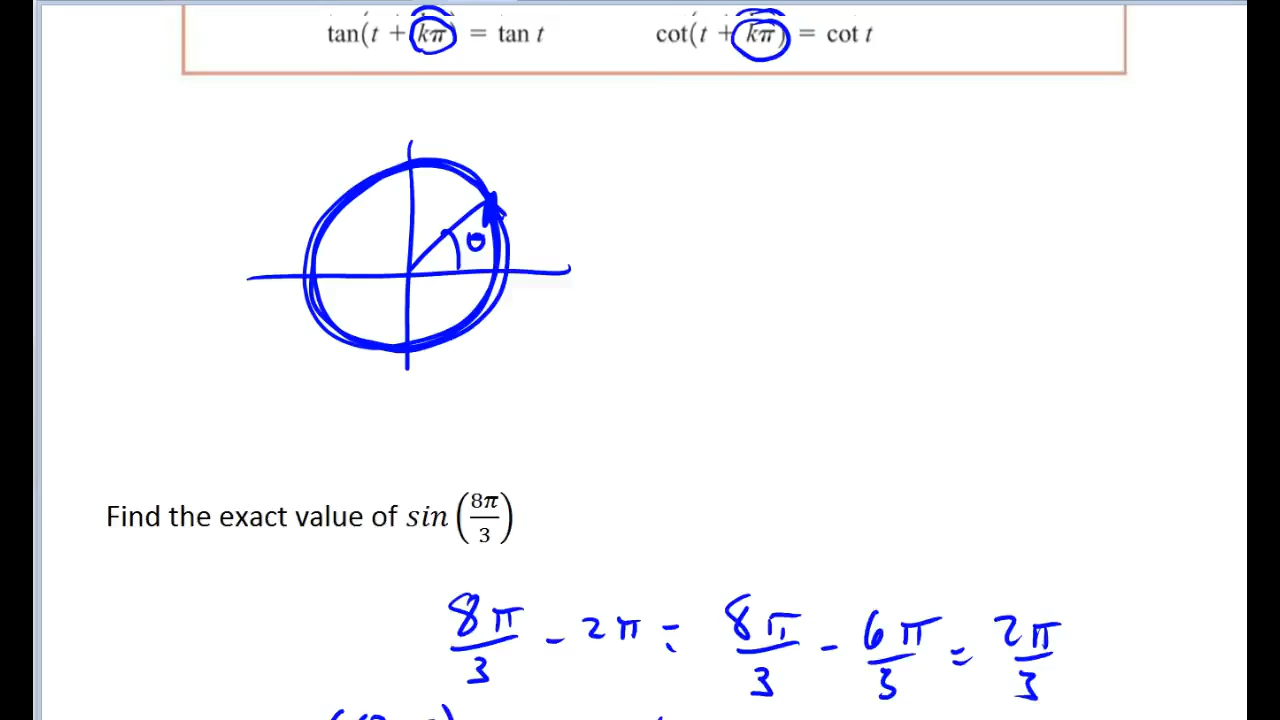 tan(t + kπ) = tan t cot(t + kπ) = cot t
θ
Find the exact value of sin (8π/3)
8π/3 - 2π = 8π/3 - 6π/3 = 2π/3